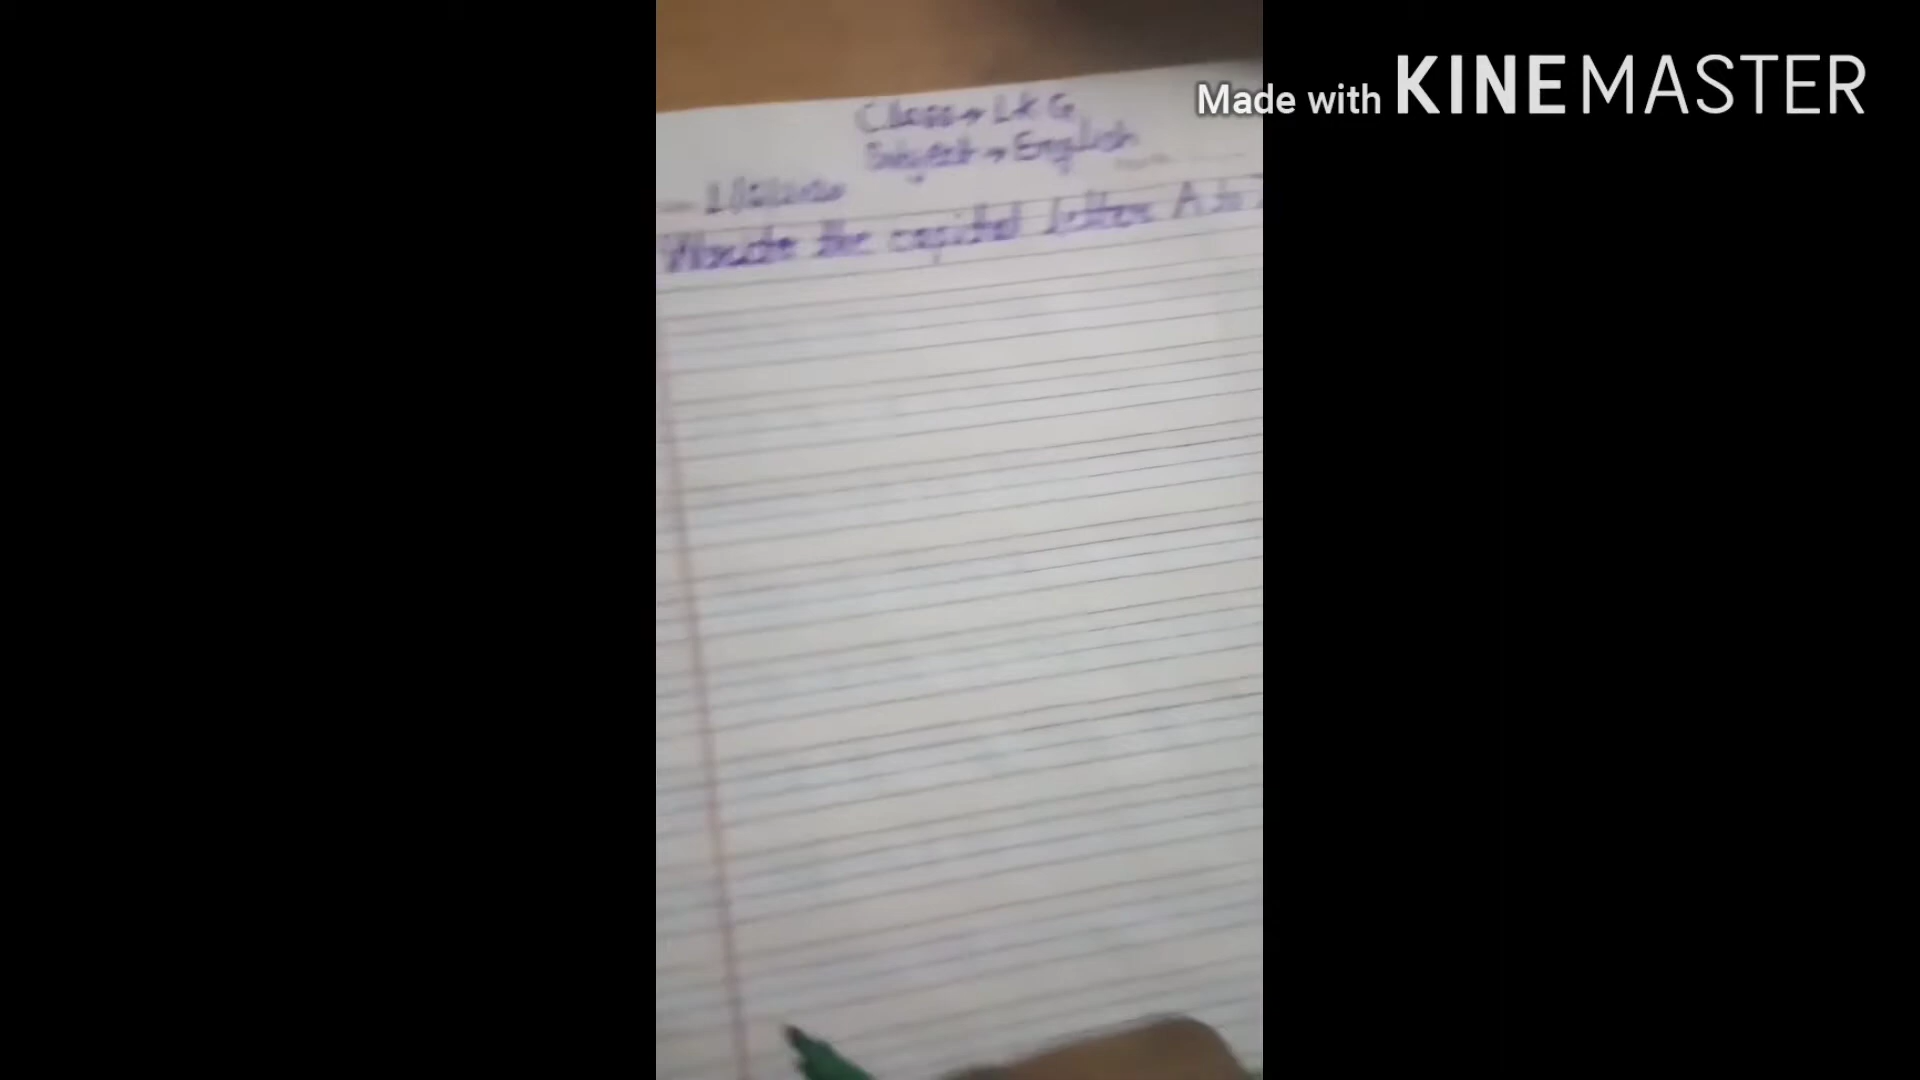 Made with KINEMASTER
Class → LKG
Subject → English
Write the capital letters A to